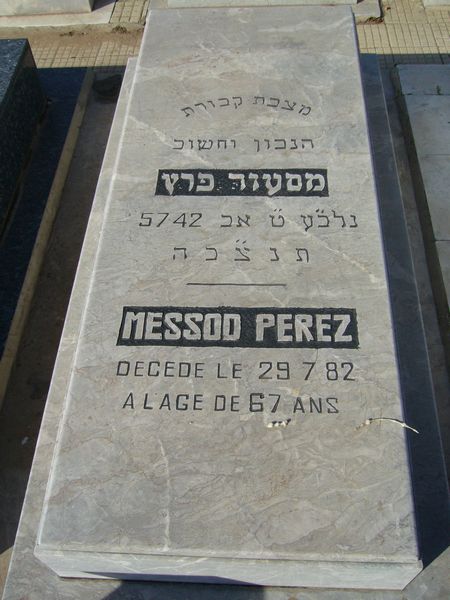 מצבת קבורת
הנכון וחשוב
מסעוד פרץ
נלב״ע ט׳ אב 5742
ת נ צ״ ב ה
MESSOD PEREZ
DECEDE LE 29 7 82
A LAGE DE 67 ANS